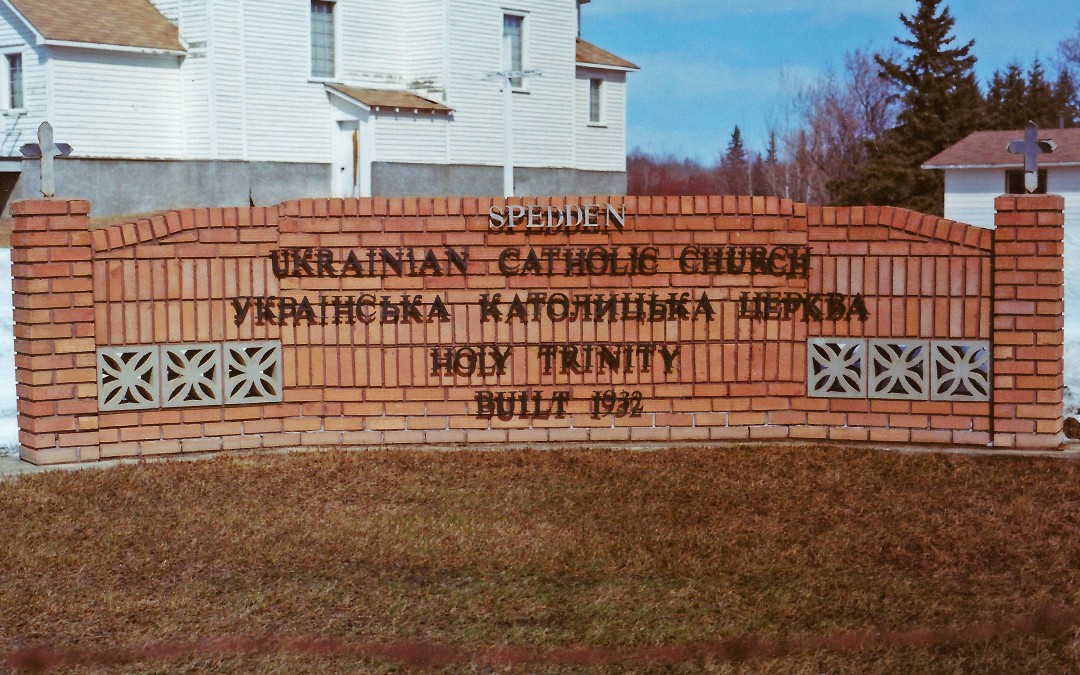 SPEDDEN
UKRAINIAN CATHOLIC CHURCH
УКРАЇНСЬКА КАТОЛИЦЬКА ЦЕРКВА
HOLY TRINITY
BUILT 1932